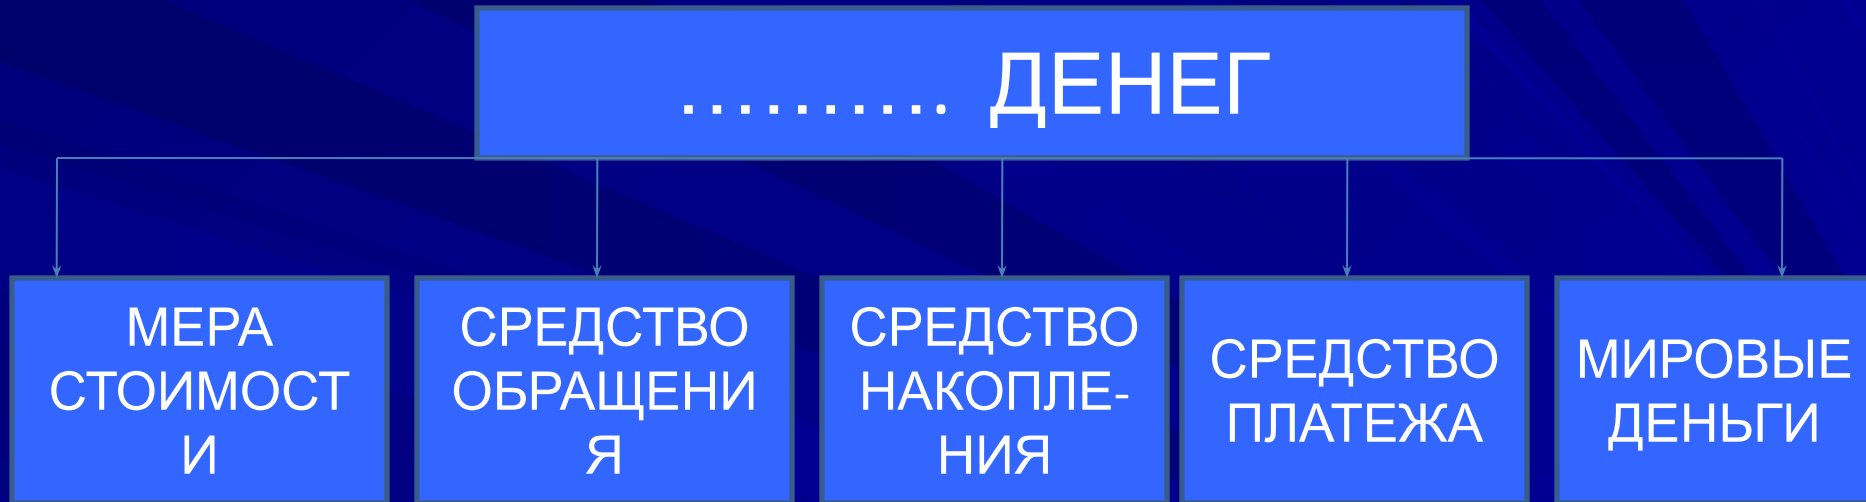 .......... ДЕНЕГ
МЕРА
СТОИМОСТ
И
СРЕДСТВО
ОБРАЩЕНИ
Я
СРЕДСТВО
НАКОПЛЕ-
НИЯ
СРЕДСТВО
ПЛАТЕЖА
МИРОВЫЕ
ДЕНЬГИ